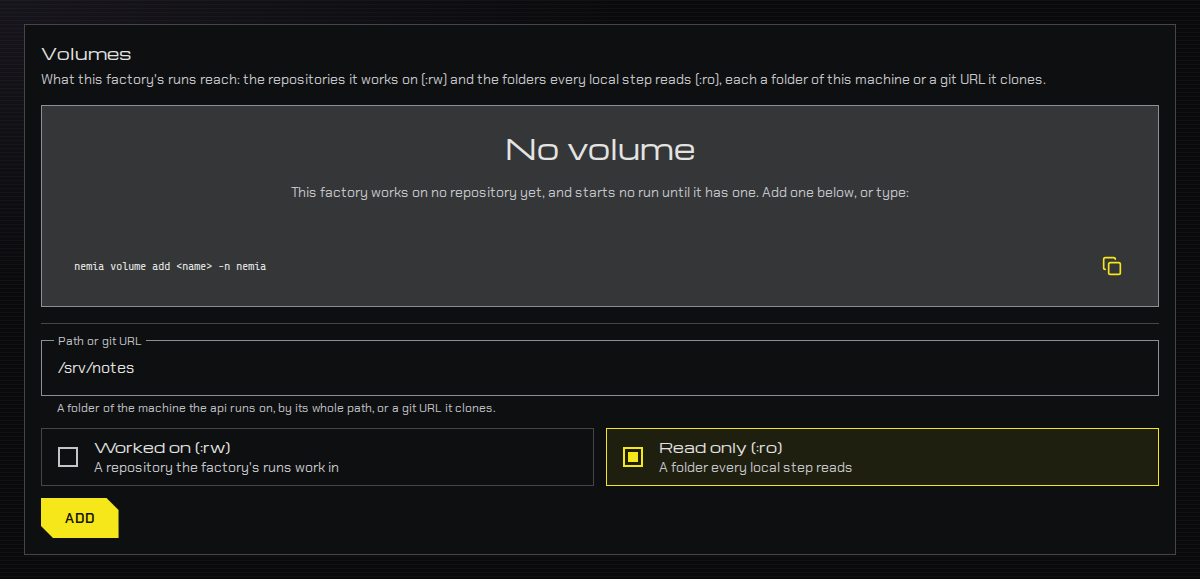 Volumes
What this factory's runs reach: the repositories it works on (:rw) and the folders every local step reads (:ro), each a folder of this machine or a git URL it clones.
No volume
This factory works on no repository yet, and starts no run until it has one. Add one below, or type:
nemia volume add <name> -n nemia
Path or git URL
/srv/notes
A folder of the machine the api runs on, by its whole path, or a git URL it clones.
Worked on (:rw)
A repository the factory's runs work in
Read only (:ro)
A folder every local step reads
ADD